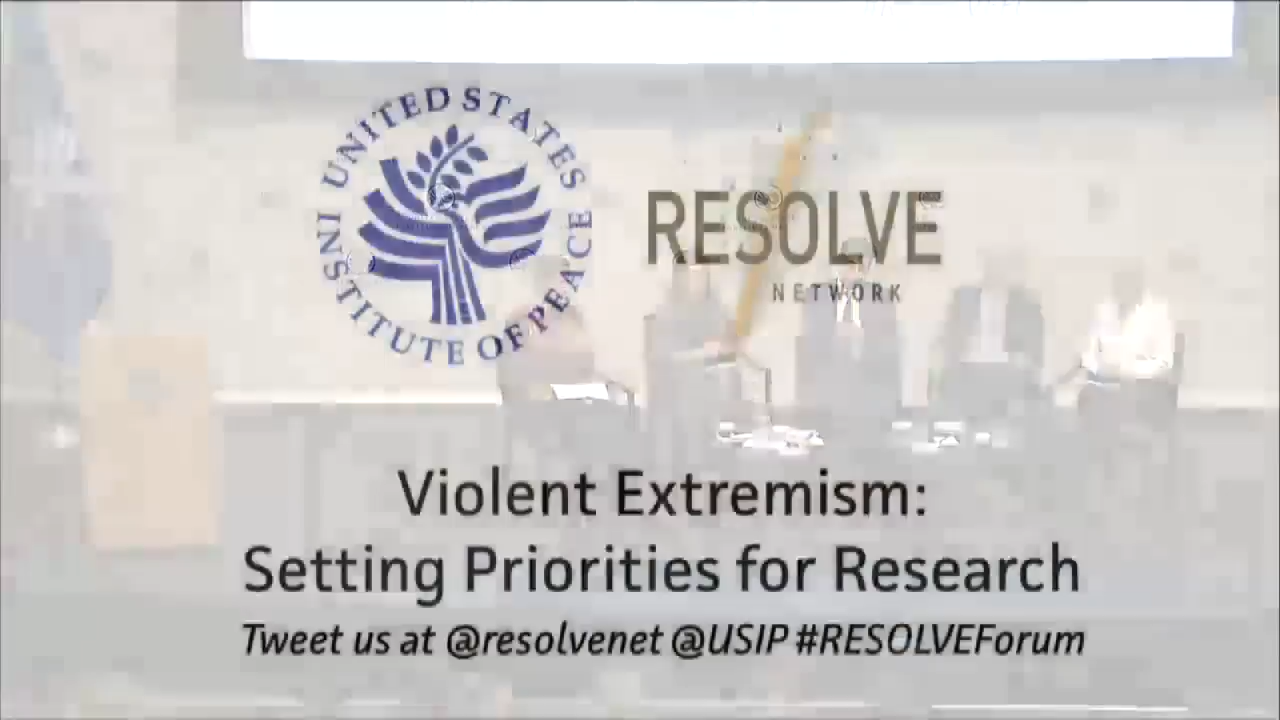 UNITED STATES INSTITUTE OF PEACE
RESOLVE
NETWORK
Violent Extremism:
Setting Priorities for Research
Tweet us at @resolvenet @USIP #RESOLVEForum